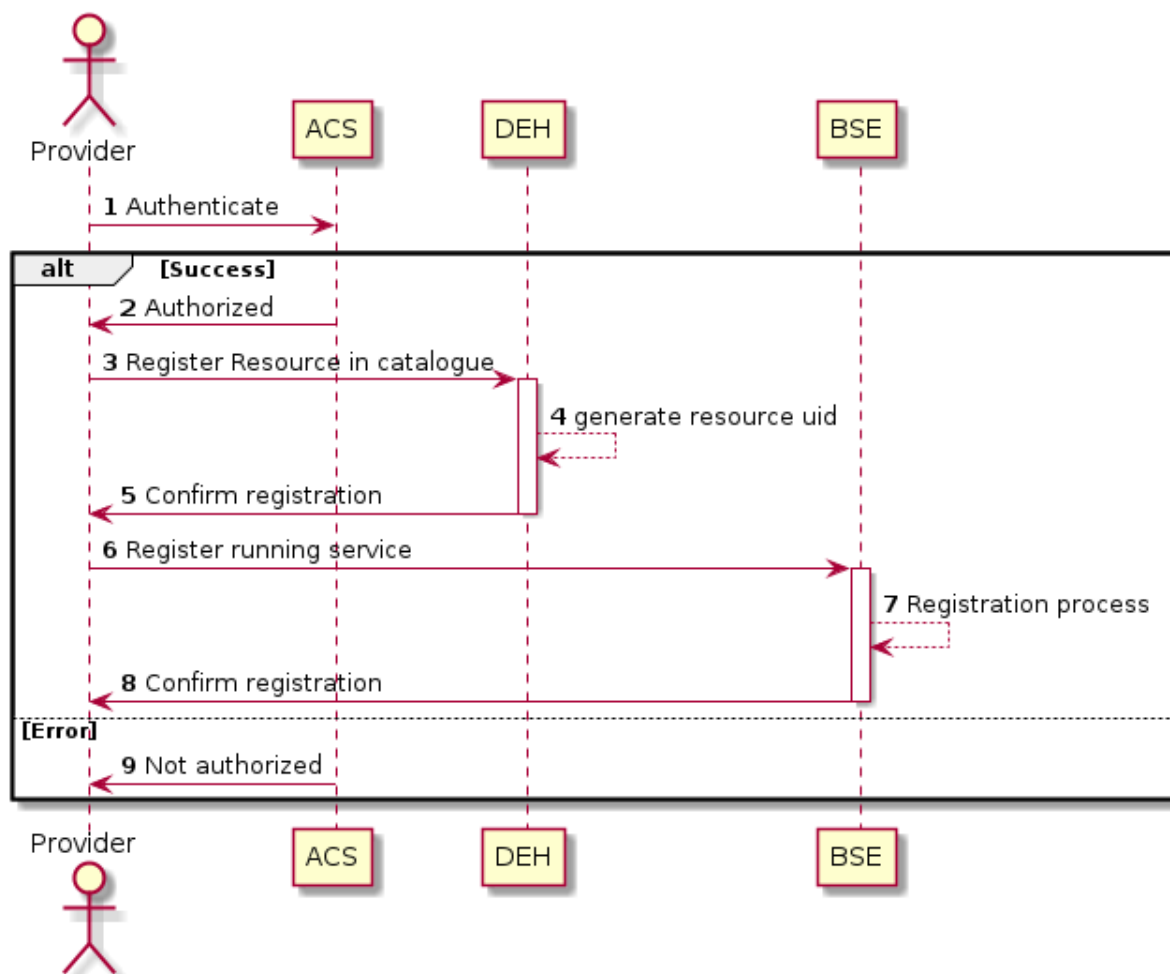 Provider
ACS
DEH
BSE
1 Authenticate
alt
[Success]
2 Authorized
3 Register Resource in catalogue
4 generate resource uid
5 Confirm registration
6 Register running service
7 Registration process
8 Confirm registration
[Error]
9 Not authorized
Provider
ACS
DEH
BSE